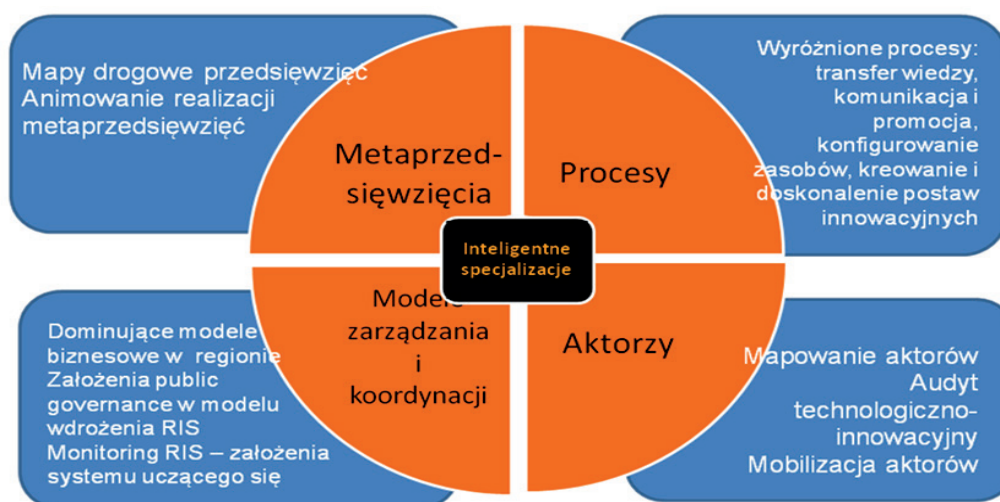 Mapy drogowe przedsięwzięć
Animowanie realizacji
metaprzedsięwzięć
Metaprzed-
sięwzięcia
Procesy
Wyróżnione procesy:
transfer wiedzy,
komunikacja i
promocja,
konfigurowanie
zasobów, kreowanie i
doskonalenie postaw
innowacyjnych
Inteligentne
specjalizacje
Dominujące modele
biznesowe w regionie
Założenia public
governance w modelu
wdrożenia RIS
Monitoring RIS – założenia
systemu uczącego się
Modele
zarządzania
i
koordynacji
Aktorzy
Mapowanie aktorów
Audyt
technologiczno-
innowacyjny
Mobilizacja aktorów